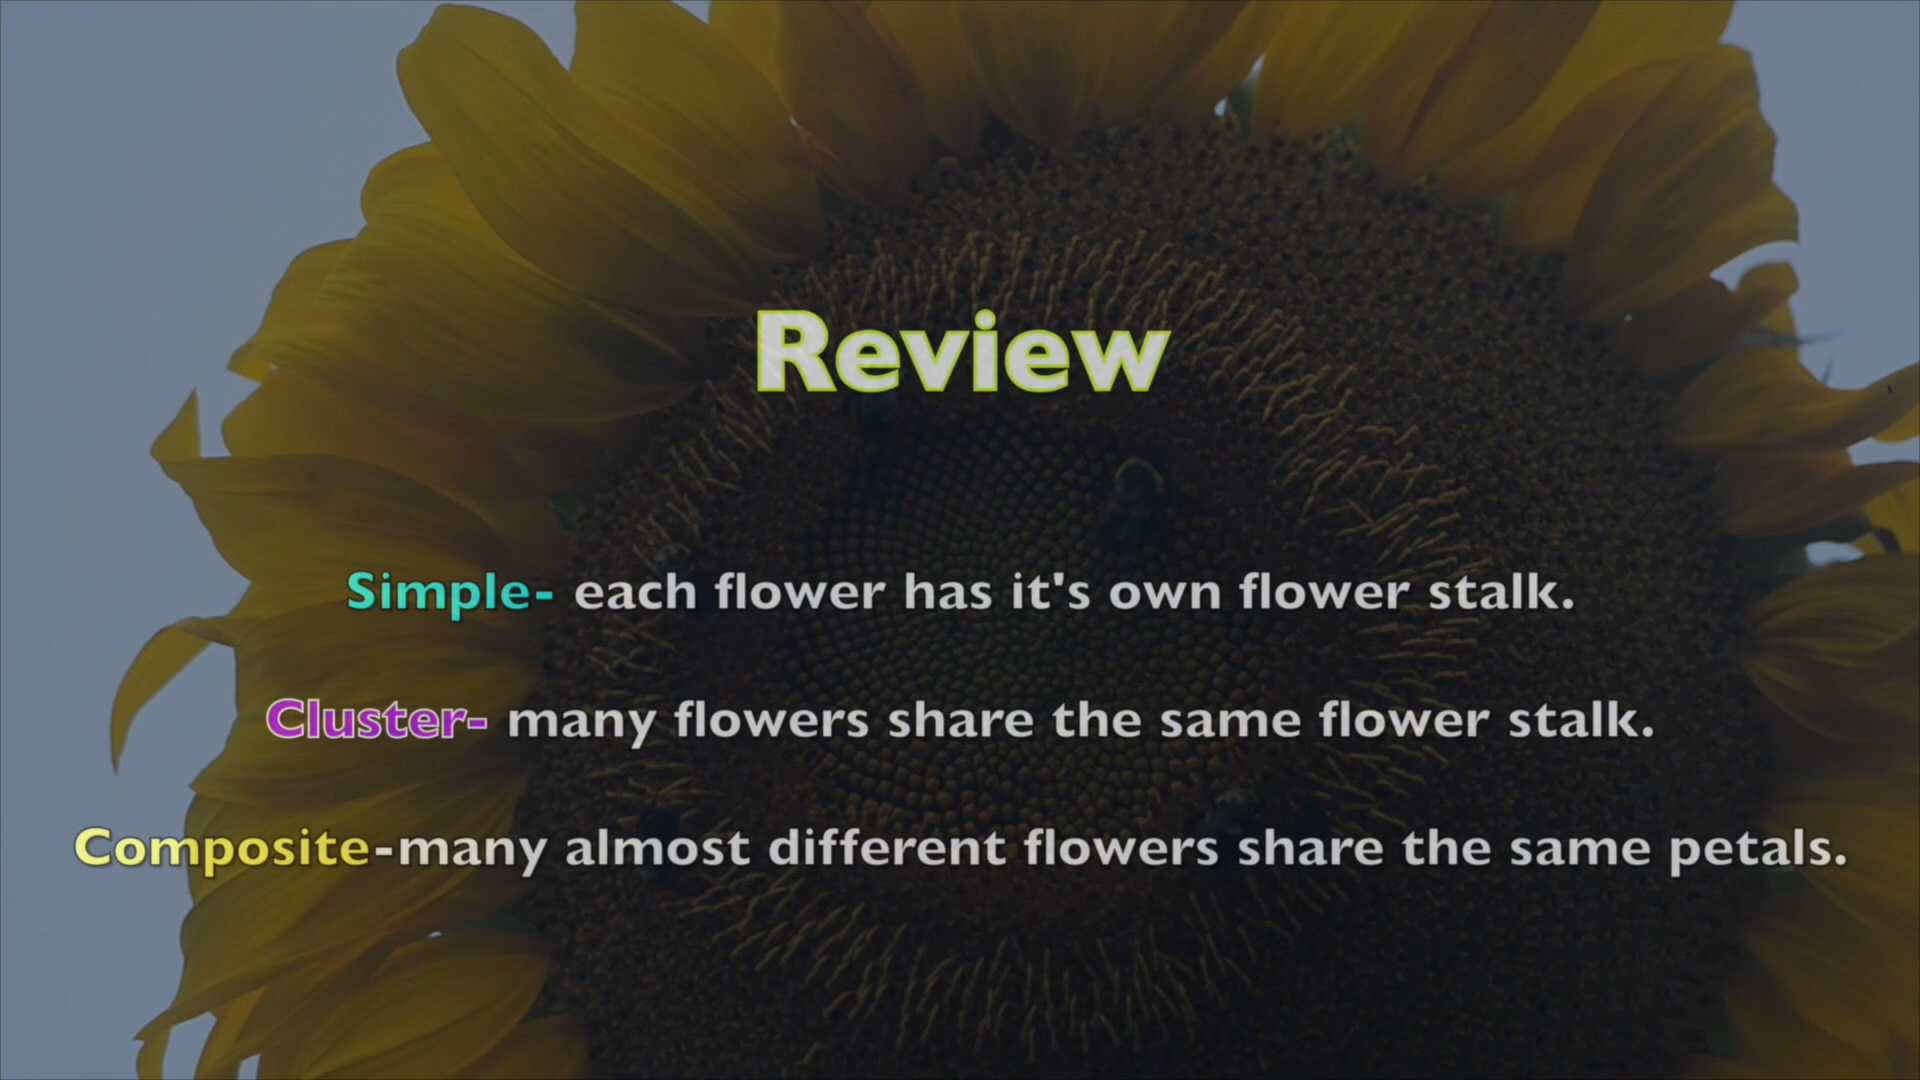 Review
Simple- each flower has it's own flower stalk.
Cluster- many flowers share the same flower stalk.
Composite-many almost different flowers share the same petals.